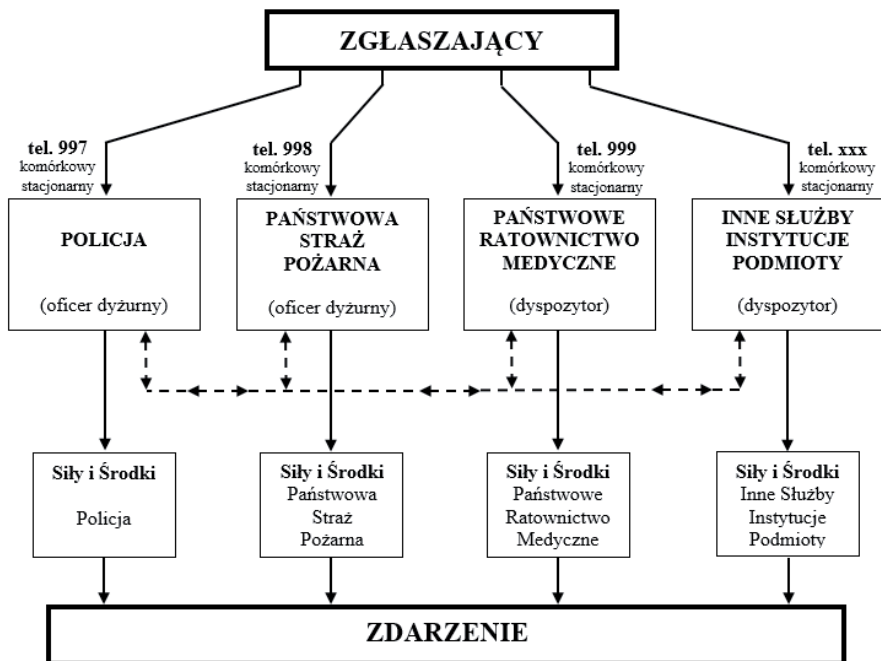 ZGŁASZAJĄCY
tel. 997
komórkowy
stacjonarny
tel. 998
komórkowy
stacjonarny
tel. 999
komórkowy
stacjonarny
tel. xxx
komórkowy
stacjonarny
POLICJA
(oficer dyżurny)
PAŃSTWOWA
STRAŻ
POŻARNA
(oficer dyżurny)
PAŃSTWOWE
RATOWNICTWO
MEDYCZNE
(dyspozytor)
INNE SŁUŻBY
INSTYTUCJE
PODMIOTY
(dyspozytor)
Siły i Środki
Policja
Siły i Środki
Państwowa
Straż
Pożarna
Siły i Środki
Państwowe
Ratownictwo
Medyczne
Siły i Środki
Inne Służby
Instytucje
Podmioty
ZDARZENIE